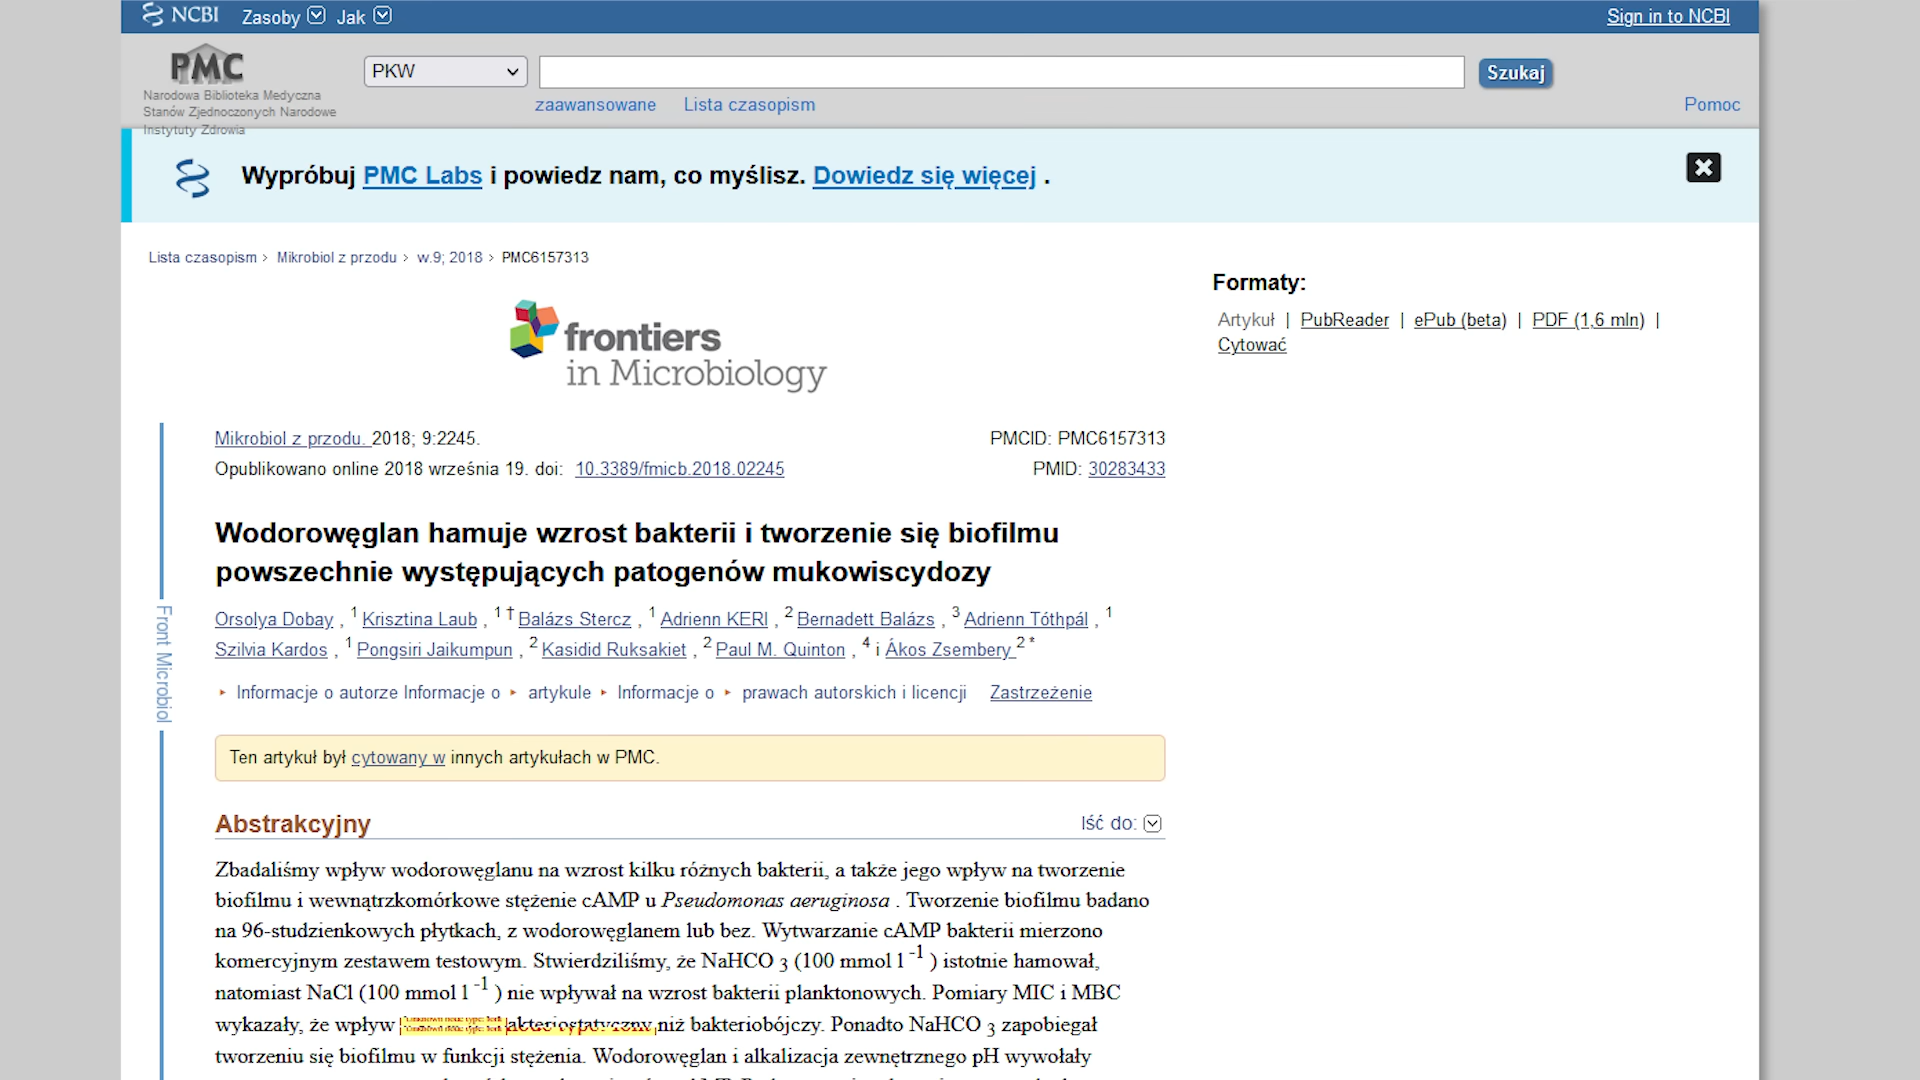 NCBI Zasoby Jak Sign in to NCBI
PMC
Narodowa Biblioteka Medyczna
Stanów Zjednoczonych Narodowe
Instytuty Zdrowia
PKW Szukaj
zaawansowane Lista czasopism Pomoc
Wypróbuj PMC Labs i powiedz nam, co myślisz. Dowiedz się więcej .
Lista czasopism › Mikrobiol z przodu › w.9; 2018 › PMC6157313
Formaty:
Artykuł | PubReader | ePub (beta) | PDF (1,6 mln) |
Cytować
frontiers
in Microbiology
Mikrobiol z przodu. 2018; 9:2245. PMCID: PMC6157313
Opublikowano online 2018 września 19. doi: 10.3389/fmicb.2018.02245 PMID: 30283433
Wodorowęglan hamuje wzrost bakterii i tworzenie się biofilmu
powszechnie występujących patogenów mukowiscydozy
Orsolya Dobay , 1 Krisztina Laub , 1 † Balázs Stercz , 1 Adrienn KERI , 2 Bernadett Balázs , 3 Adrienn Tóthpál , 1
Szilvia Kardos , 1 Pongsiri Jaikumpun , 2 Kasidid Ruksakiet , 2 Paul M. Quinton , 4 i Ákos Zsembery 2 *
Informacje o autorze Informacje o ▸ artykule ▸ Informacje o ▸ prawach autorskich i licencji Zastrzeżenie
Front Microbiol
Ten artykuł był cytowany w innych artykułach w PMC.
Abstrakcyjny Iść do:
Zbadaliśmy wpływ wodorowęglanu na wzrost kilku różnych bakterii, a także jego wpływ na tworzenie
biofilmu i wewnątrzkomórkowe stężenie cAMP u Pseudomonas aeruginosa . Tworzenie biofilmu badano
na 96-studzienkowych płytkach, z wodorowęglanem lub bez. Wytwarzanie cAMP bakterii mierzono
komercyjnym zestawem testowym. Stwierdziliśmy, że NaHCO 3 (100 mmol l -1 ) istotnie hamował,
natomiast NaCl (100 mmol l -1 ) nie wpływał na wzrost bakterii planktonowych. Pomiary MIC i MBC
wykazały, że wpływ niż bakteriobójczy. Ponadto NaHCO 3 zapobiegał
tworzeniu się biofilmu w funkcji stężenia. Wodorowęglan i alkalizacja zewnętrznego pH wywołały